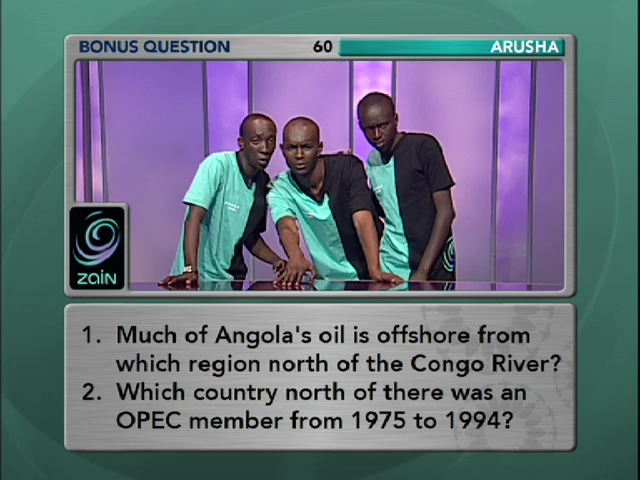 BONUS QUESTION 60 ARUSHA
zain
1. Much of Angola's oil is offshore from
which region north of the Congo River?
2. Which country north of there was an
OPEC member from 1975 to 1994?